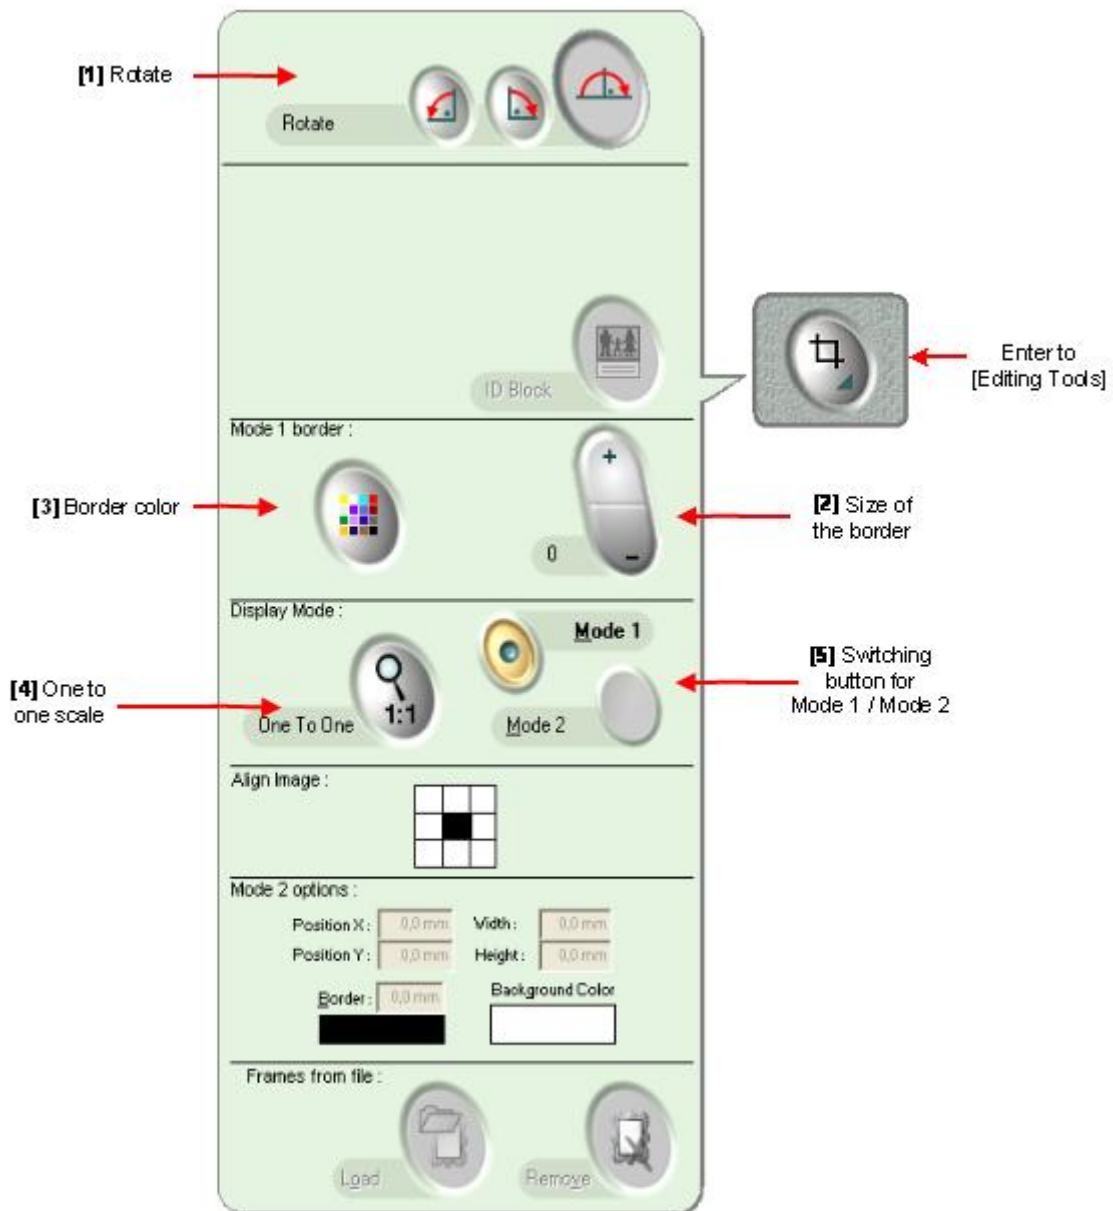 [1] Rotate
Rotate
ID Block
Enter to
[Editing Tools]
Mode 1 border :
[3] Border color
+
[2] Size of
the border
0
-
Display Mode :
Mode 1
[4] One to
one scale
1:1
One To One
Mode 2
[5] Switching
button for
Mode 1 / Mode 2
Align Image :
Mode 2 options :
Position X : 0,0 mm Width : 0,0 mm
Position Y : 0,0 mm Height : 0,0 mm
Border : 0,0 mm Background Color
Frames from file :
Load Remove